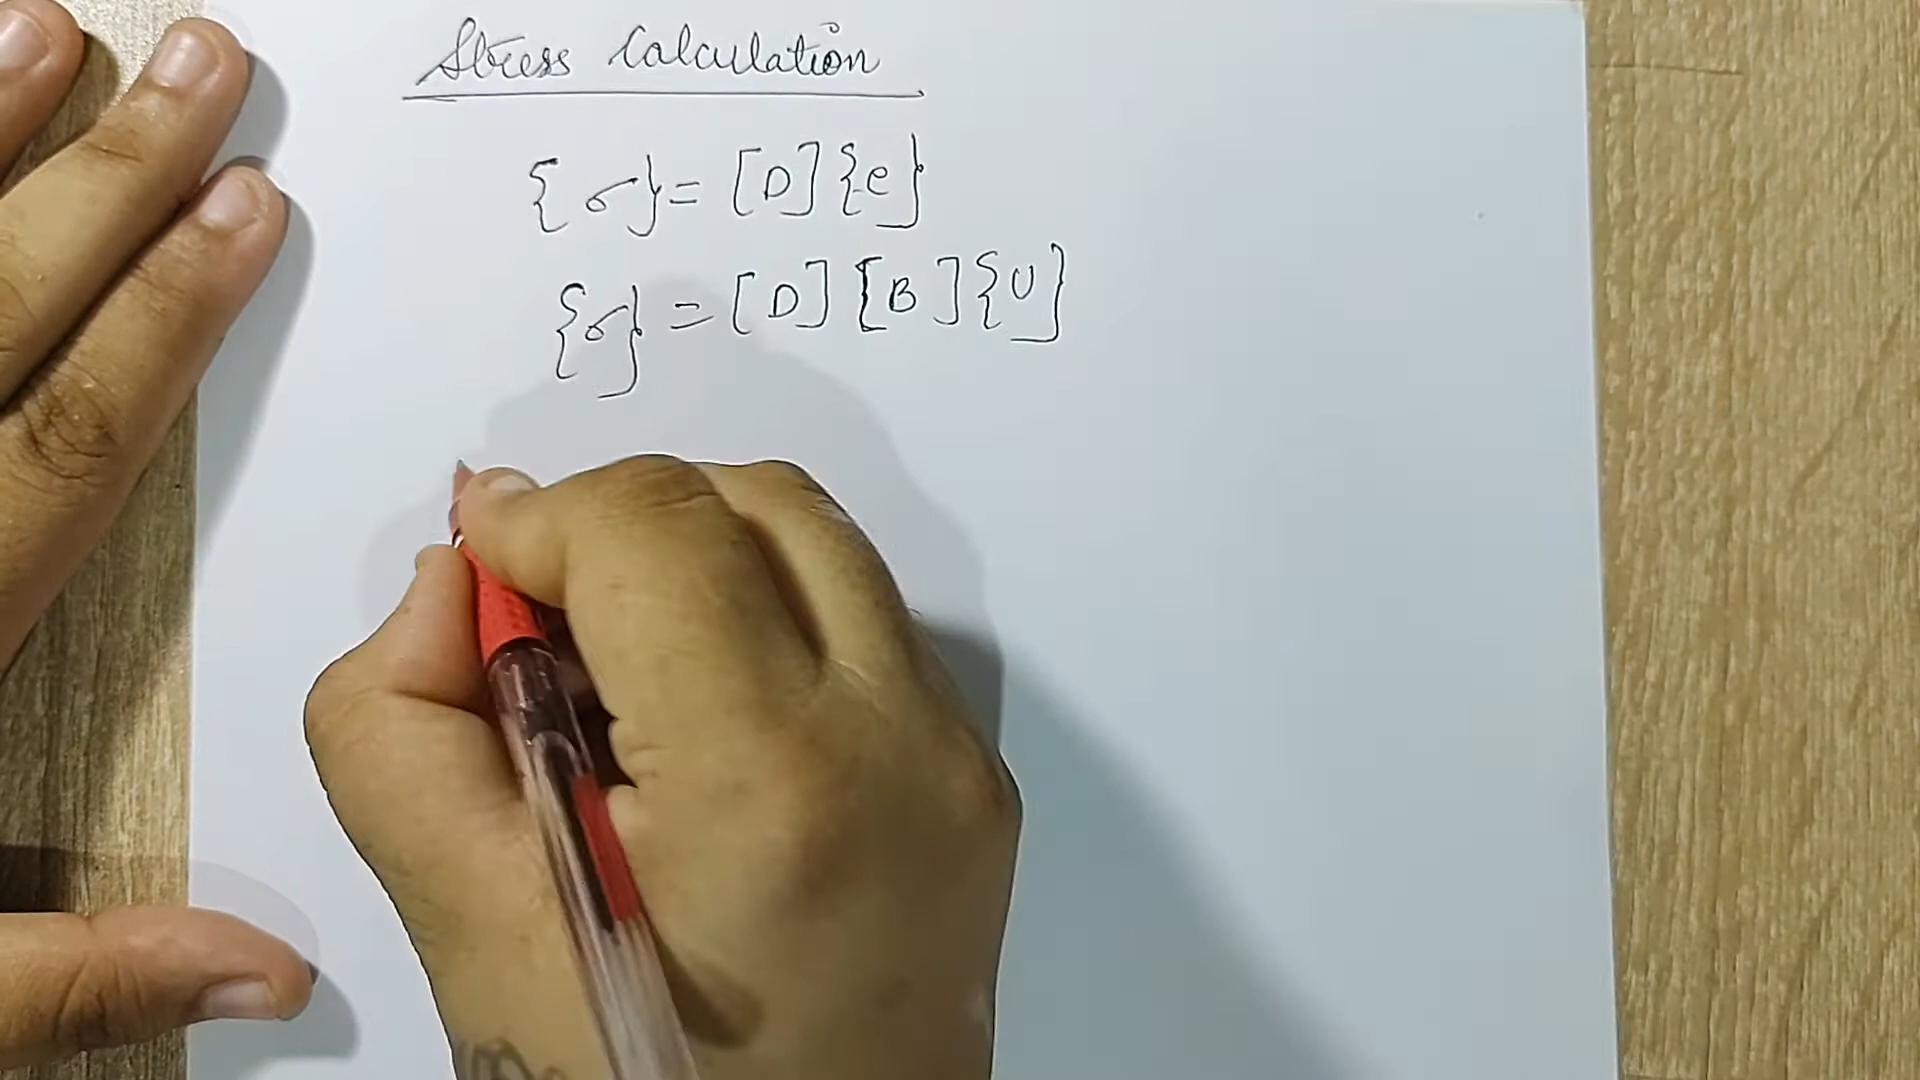 Stress Calculation
{σ} = [D] {e}
{σ} = [D] [B] {U}